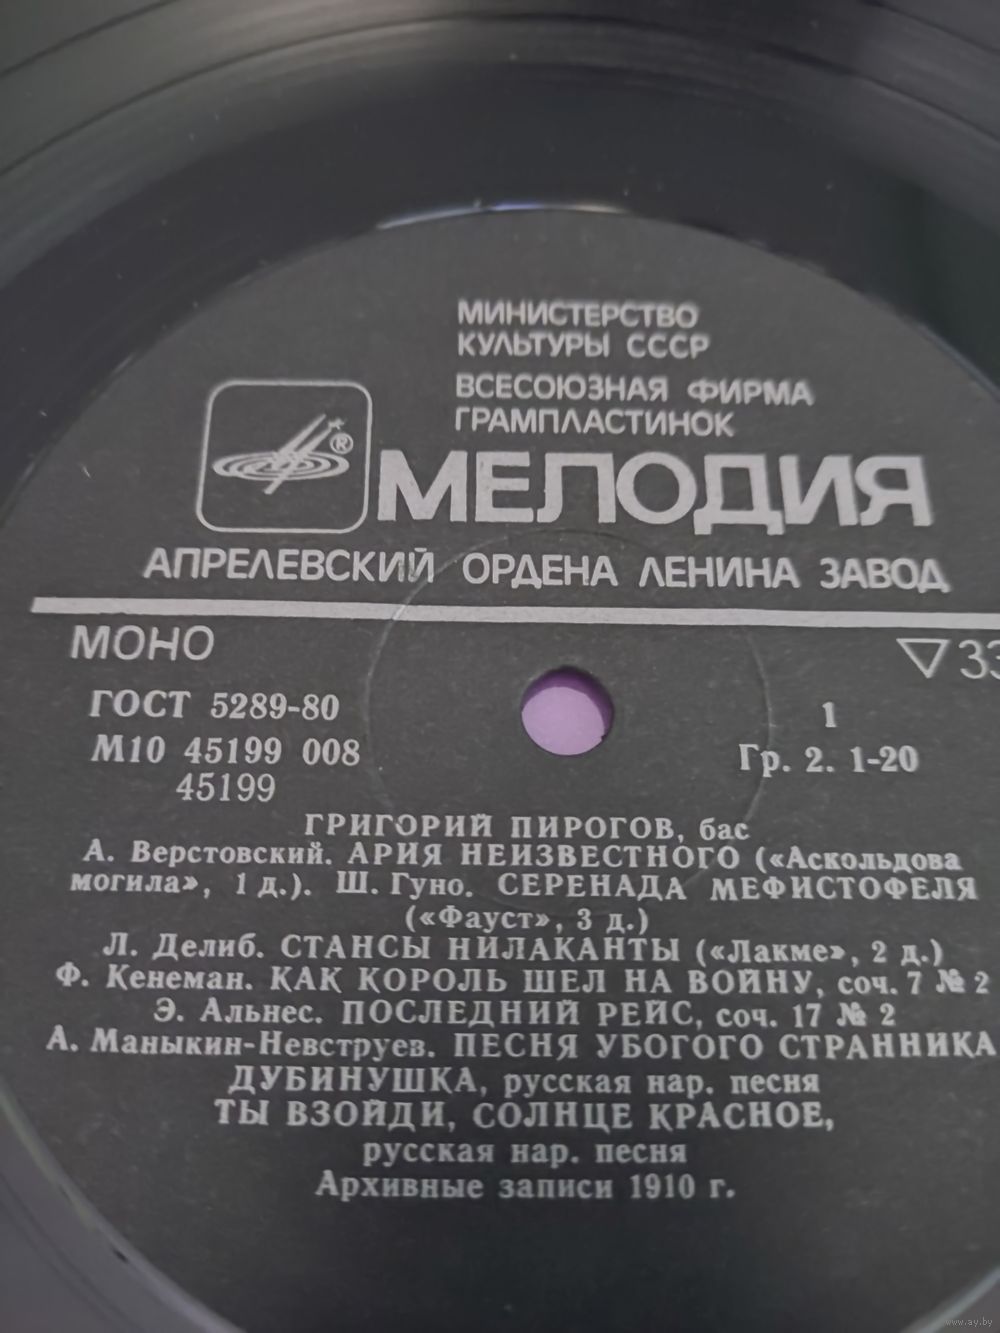 МИНИСТЕРСТВО
КУЛЬТУРЫ СССР
ВСЕСОЮЗНАЯ ФИРМА
ГРАМПЛАСТИНОК
®
МЕЛОДИЯ
АПРЕЛЕВСКИЙ ОРДЕНА ЛЕНИНА ЗАВОД
МОНО ▽33
ГОСТ 5289-80 1
М10 45199 008 Гр. 2. 1-20
45199
ГРИГОРИЙ ПИРОГОВ, бас
А. Верстовский. АРИЯ НЕИЗВЕСТНОГО («Аскольдова
могила», 1 д.). Ш. Гуно. СЕРЕНАДА МЕФИСТОФЕЛЯ
(«Фауст», 3 д.)
Л. Делиб. СТАНСЫ НИЛАКАНТЫ («Лакме», 2 д.)
Ф. Кенеман. КАК КОРОЛЬ ШЕЛ НА ВОЙНУ, соч. 7 № 2
Э. Альнес. ПОСЛЕДНИЙ РЕЙС, соч. 17 № 2
А. Маныкин-Невструев. ПЕСНЯ УБОГОГО СТРАННИКА
ДУБИНУШКА, русская нар. песня
ТЫ ВЗОЙДИ, СОЛНЦЕ КРАСНОЕ,
русская нар. песня
Архивные записи 1910 г.
www.ay.by